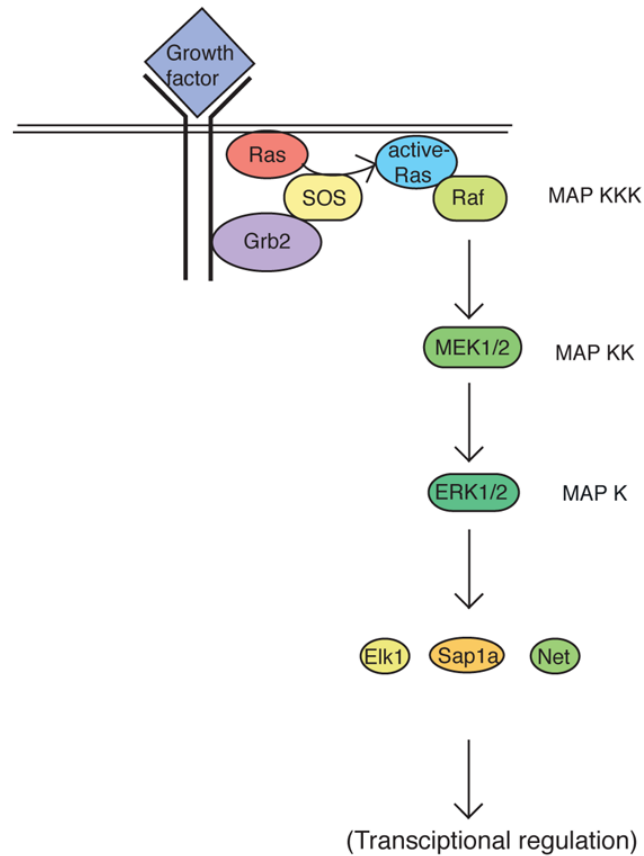 Growth
factor
Ras
active-
Ras
SOS
Raf
MAP KKK
Grb2
MEK1/2
MAP KK
ERK1/2
MAP K
Elk1
Sap1a
Net
(Transciptional regulation)